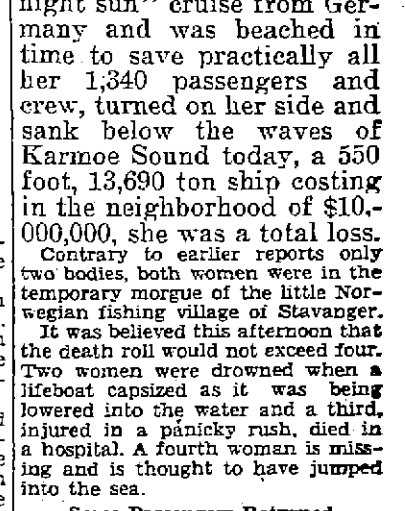 night sun" cruise from Ger-
many and was beached in
time to save practically all
her 1,340 passengers and
crew, turned on her side and
sank below the waves of
Karmoe Sound today, a 550
foot, 13,690 ton ship costing
in the neighborhood of $10,-
000,000, she was a total loss.
Contrary to earlier reports only
two bodies, both women were in the
temporary morgue of the little Nor-
wegian fishing village of Stavanger.
It was believed this afternoon that
the death roll would not exceed four.
Two women were drowned when a
lifeboat capsized as it was being
lowered into the water and a third,
injured in a panicky rush, died in
a hospital. A fourth woman is miss-
ing and is thought to have jumped
into the sea.
Passengers Returned